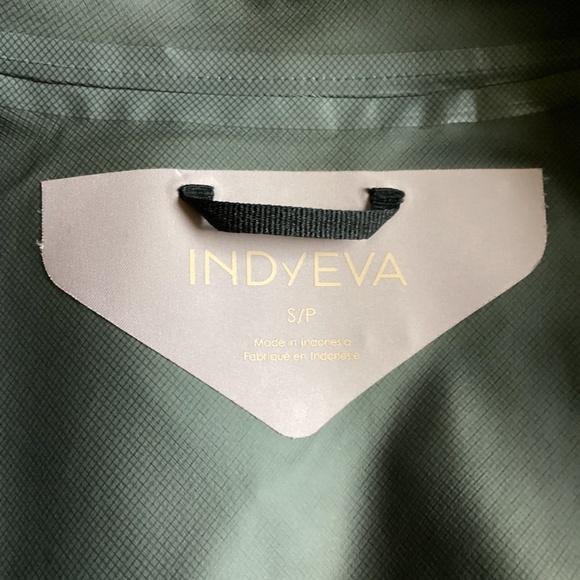 INDyEVA
S/P
Made in Indonesia
Fabriqué en Indonésie